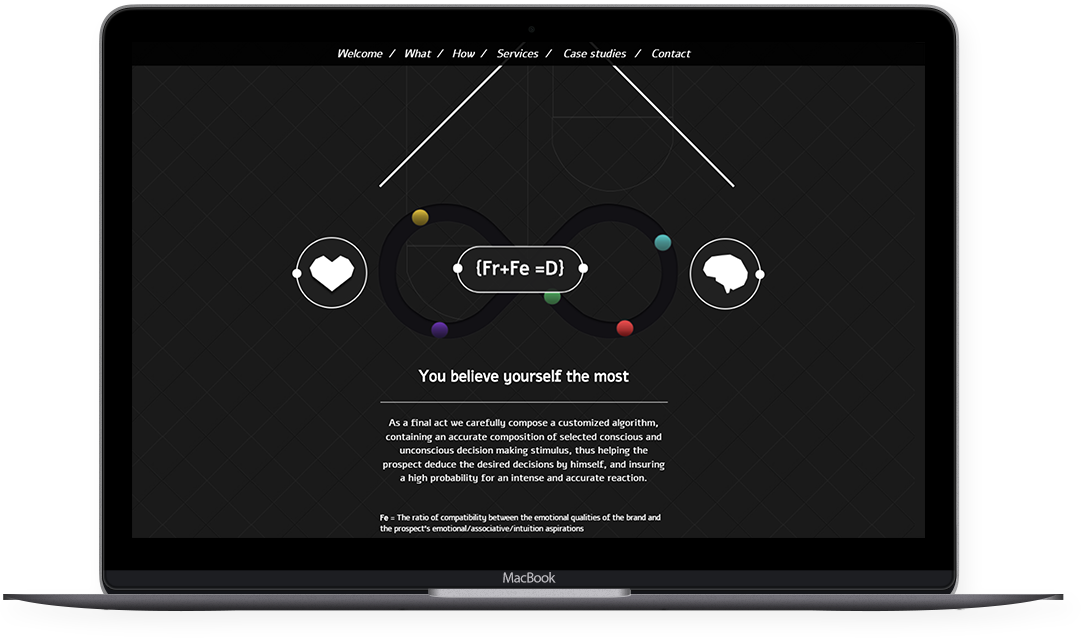 Welcome / What / How / Services / Case studies / Contact
{Fr+Fe =D}
You believe yourself the most
As a final act we carefully compose a customized algorithm,
containing an accurate composition of selected conscious and
unconscious decision making stimulus, thus helping the
prospect deduce the desired decisions by himself, and insuring
a high probability for an intense and accurate reaction.
Fe = The ratio of compatibility between the emotional qualities of the brand and
the prospect's emotional/associative/intuition aspirations
MacBook